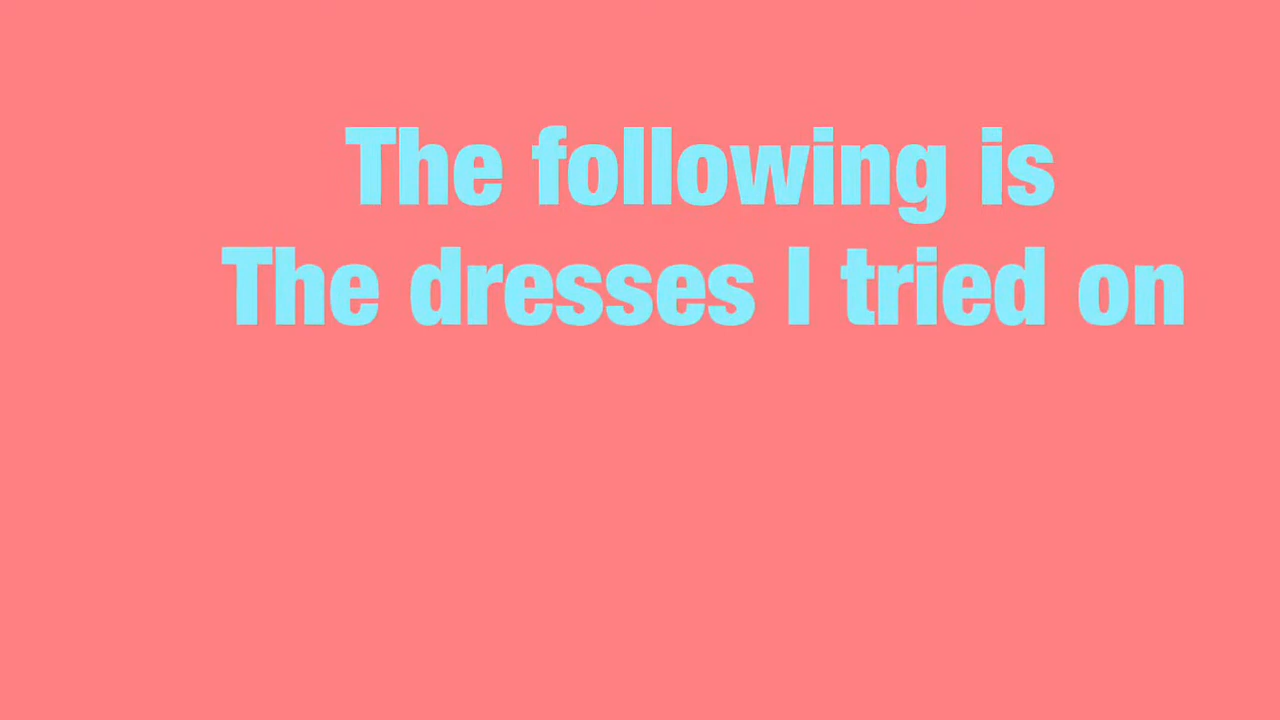 The following is
The dresses I tried on